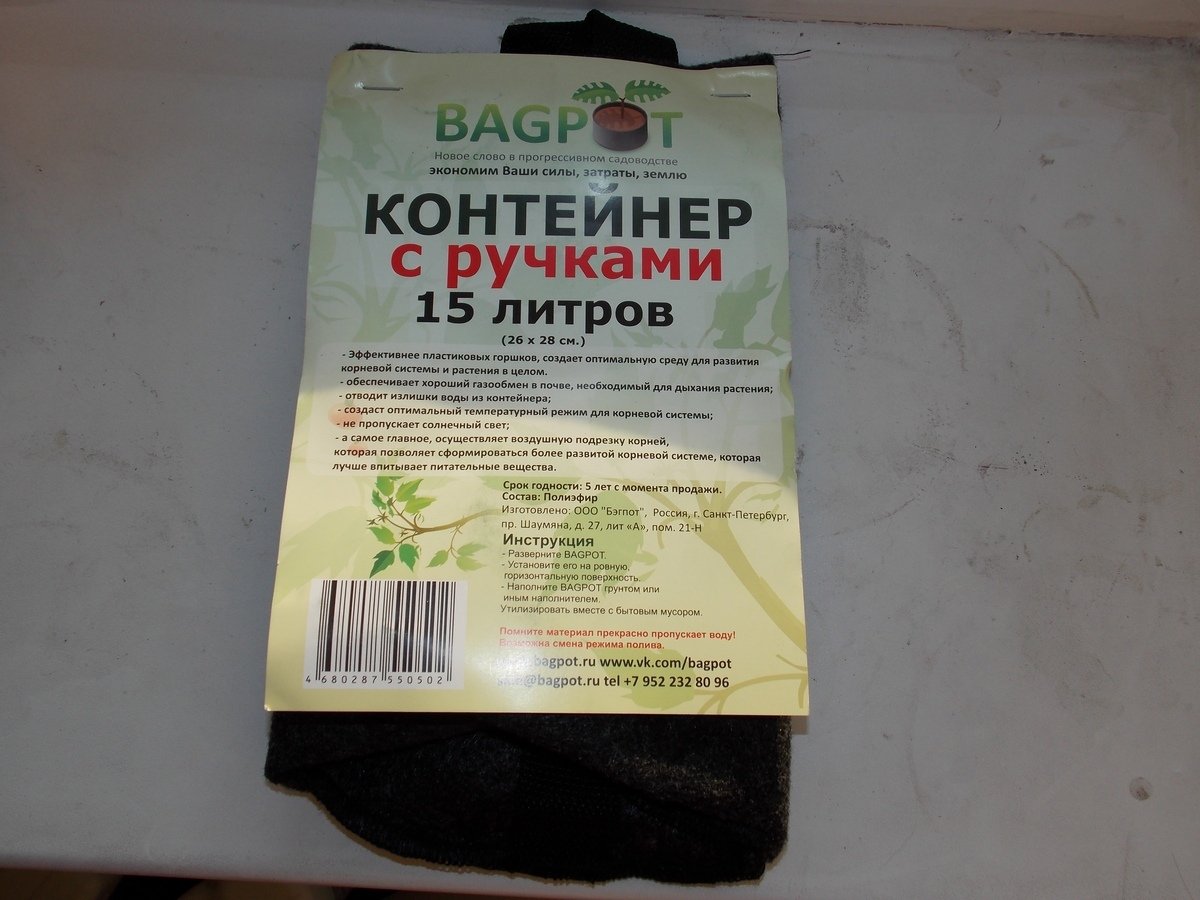 BAGPOT
Новое слово в прогрессивном садоводстве
экономим Ваши силы, затраты, землю
КОНТЕЙНЕР
с ручками
15 литров
(26 х 28 см.)
- Эффективнее пластиковых горшков, создает оптимальную среду для развития
корневой системы и растения в целом.
- обеспечивает хороший газообмен в почве, необходимый для дыхания растения;
- отводит излишки воды из контейнера;
- создаст оптимальный температурный режим для корневой системы;
- не пропускает солнечный свет;
- а самое главное, осуществляет воздушную подрезку корней,
которая позволяет сформироваться более развитой корневой системе, которая
лучше впитывает питательные вещества.
Срок годности: 5 лет с момента продажи.
Состав: Полиэфир
Изготовлено: ООО "Бэгпот", Россия, г. Санкт-Петербург,
пр. Шаумяна, д. 27, лит «А», пом. 21-Н
Инструкция
- Разверните BAGPOT.
- Установите его на ровную,
горизонтальную поверхность.
- Наполните BAGPOT грунтом или
иным наполнителем.
Утилизировать вместе с бытовым мусором.
Помните материал прекрасно пропускает воду!
Возможна смена режима полива.
bagpot.ru www.vk.com/bagpot
@bagpot.ru tel +7 952 232 80 96
4 680287 550502